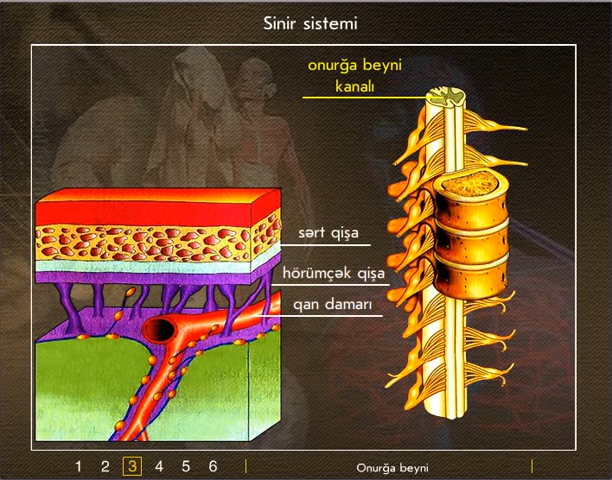 Sinir sistemi
onurğa beyni
kanalı
sərt qişa
hörümçək qişa
qan damarı
1 2 3 4 5 6
Onurğa beyni